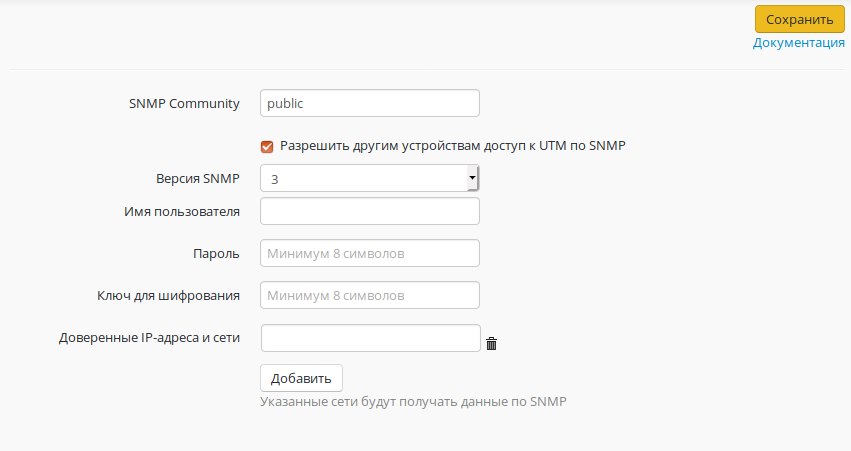 Сохранить
Документация
SNMP Community public
Разрешить другим устройствам доступ к UTM по SNMP
Версия SNMP 3
Имя пользователя
Пароль Минимум 8 символов
Ключ для шифрования Минимум 8 символов
Доверенные IP-адреса и сети
Добавить
Указанные сети будут получать данные по SNMP